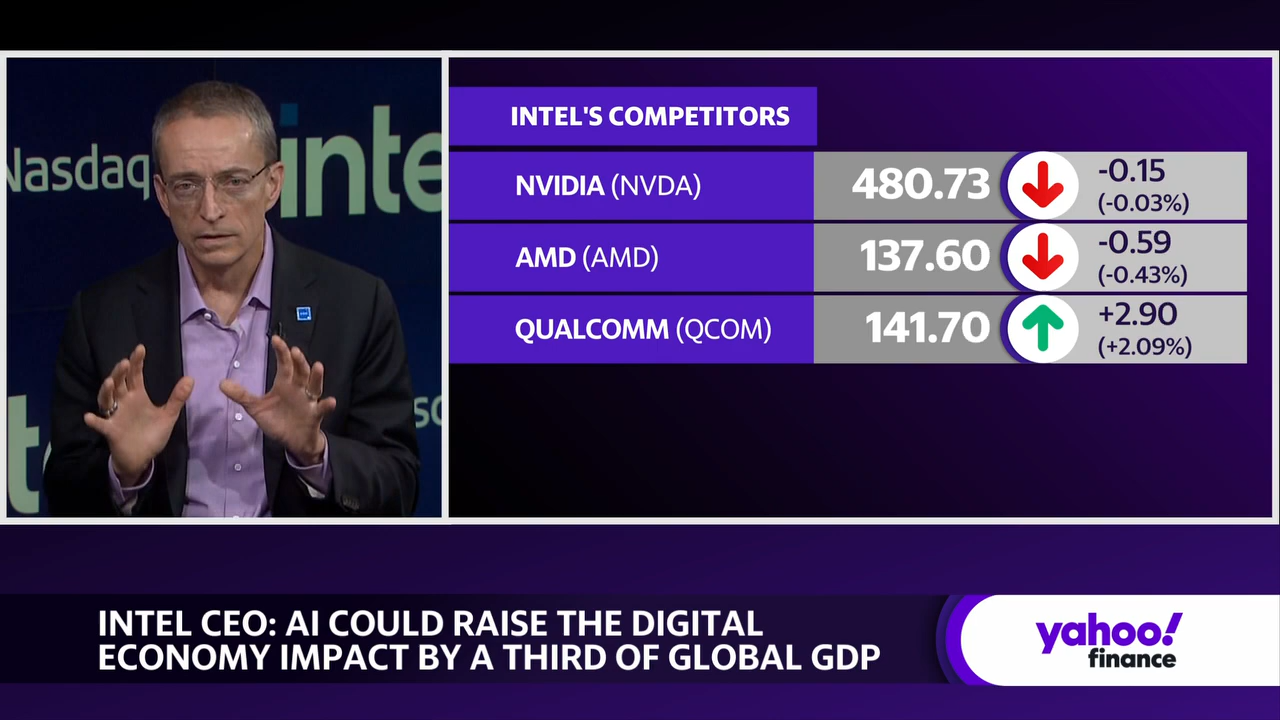 Nasdaq
inte
te
sc
INTEL'S COMPETITORS
NVIDIA (NVDA) 480.73 -0.15 (-0.03%)
AMD (AMD) 137.60 -0.59 (-0.43%)
QUALCOMM (QCOM) 141.70 +2.90 (+2.09%)
INTEL CEO: AI COULD RAISE THE DIGITAL
ECONOMY IMPACT BY A THIRD OF GLOBAL GDP
yahoo!
finance